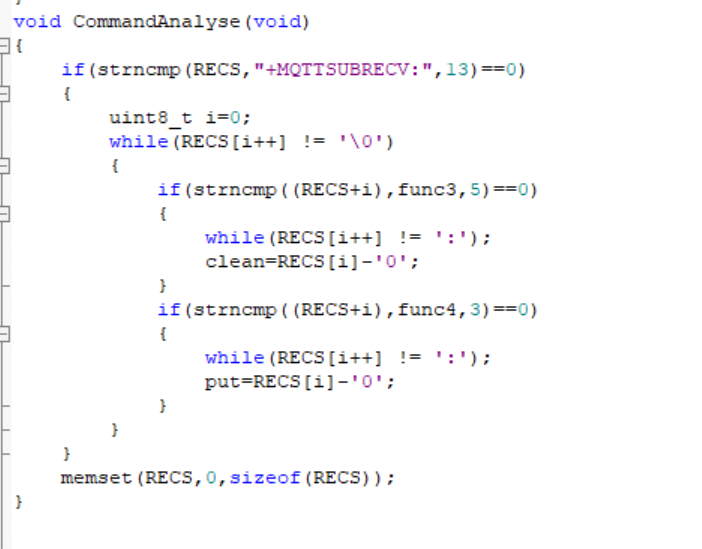 void CommandAnalyse(void)
{
    if(strncmp(RECS,"+MQTTSUBRECV:",13)==0)
    {
        uint8_t i=0;
        while(RECS[i++] != '\0')
        {
            if(strncmp((RECS+i),func3,5)==0)
            {
                while(RECS[i++] != ':');
                clean=RECS[i]-'0';
            }
            if(strncmp((RECS+i),func4,3)==0)
            {
                while(RECS[i++] != ':');
                put=RECS[i]-'0';
            }
        }
    }
    memset(RECS,0,sizeof(RECS));
}